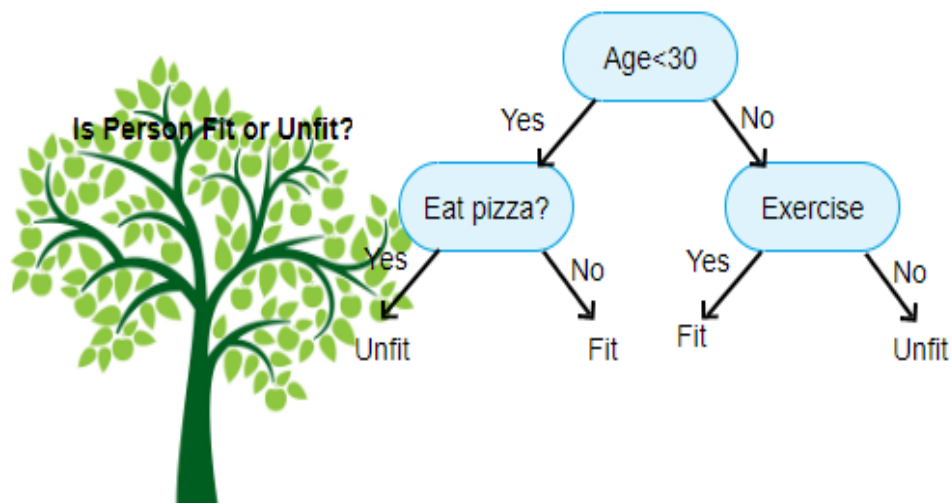 Age<30
Is Person Fit or Unfit?
Yes
No
Eat pizza?
Exercise
Yes
No
Yes
No
Unfit
Fit
Fit
Unfit